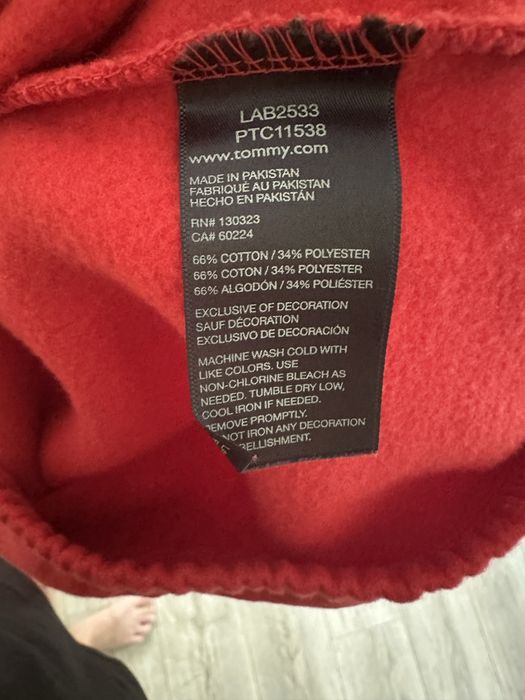 LAB2533
PTC11538
www.tommy.com
MADE IN PAKISTAN
FABRIQUÉ AU PAKISTAN
HECHO EN PAKISTÁN
RN# 130323
CA# 60224
66% COTTON / 34% POLYESTER
66% COTON / 34% POLYESTER
66% ALGODÓN / 34% POLIÉSTER
EXCLUSIVE OF DECORATION
SAUF DÉCORATION
EXCLUSIVO DE DECORACIÓN
MACHINE WASH COLD WITH
LIKE COLORS. USE
NON-CHLORINE BLEACH AS
NEEDED. TUMBLE DRY LOW,
COOL IRON IF NEEDED.
REMOVE PROMPTLY.
NOT IRON ANY DECORATION